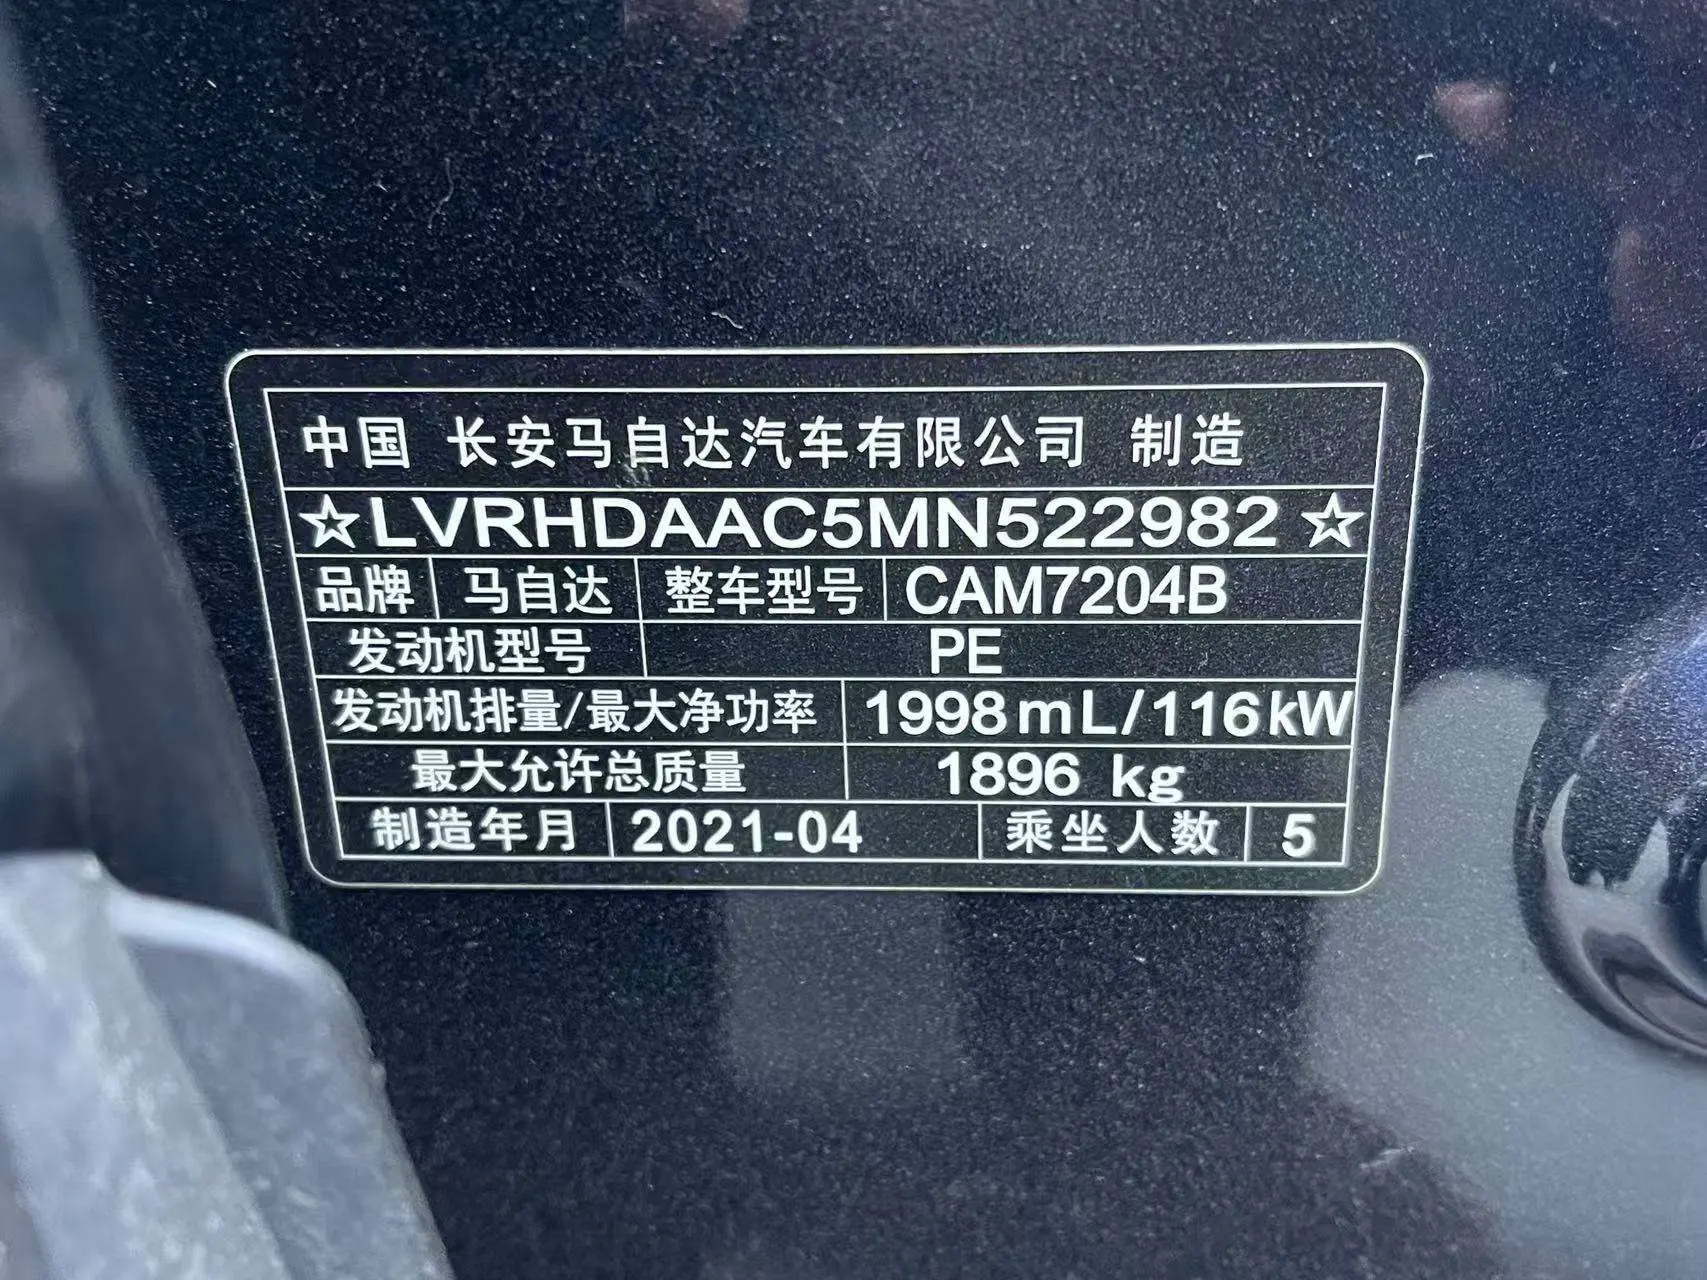 中国 长安马自达汽车有限公司 制造
☆LVRHDAAC5MN522982☆
品牌 马自达 整车型号 CAM7204B
发动机型号 PE
发动机排量/最大净功率 1998mL/116kW
最大允许总质量 1896 kg
制造年月 2021-04 乘坐人数 5